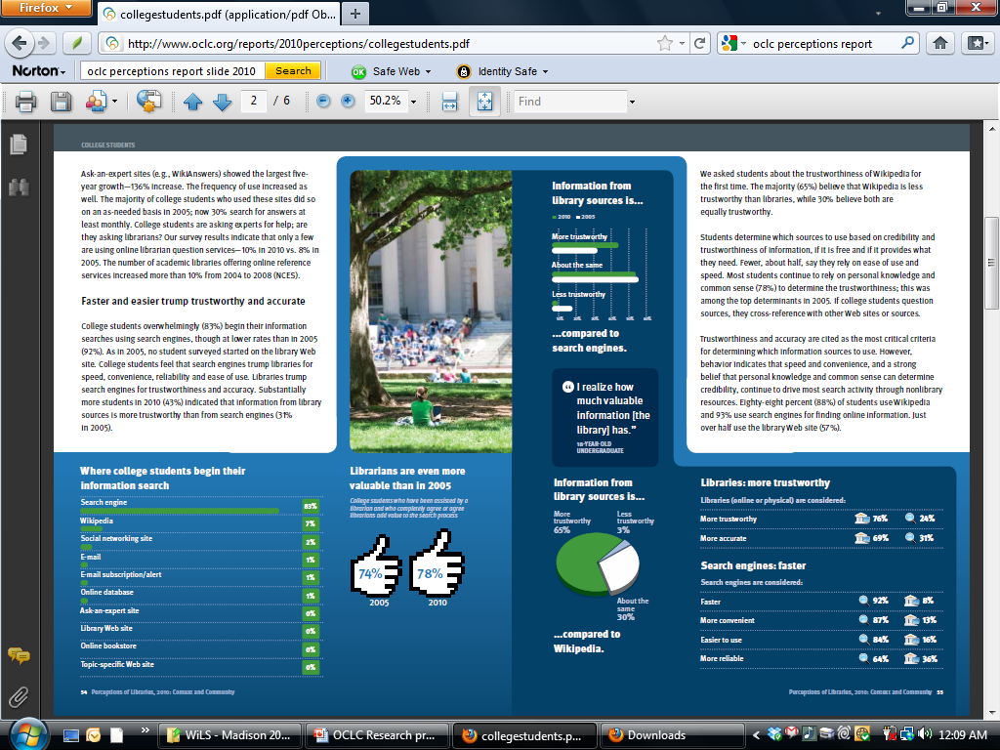 Firefox
collegestudents.pdf (application/pdf Ob...
http://www.oclc.org/reports/2010perceptions/collegestudents.pdf
oclc perceptions report
Norton
oclc perceptions report slide 2010
Search
OK Safe Web
Identity Safe
2 / 6
50.2%
Find
COLLEGE STUDENTS
Ask-an-expert sites (e.g., WikiAnswers) showed the largest five-
year growth—136% increase. The frequency of use increased as
well. The majority of college students who used these sites did so
on an as-needed basis in 2005; now 30% search for answers at
least monthly. College students are asking experts for help; are
they asking librarians? Our survey results indicate that only a few
are using online librarian question services—10% in 2010 vs. 8% in
2005. The number of academic libraries offering online reference
services increased more than 10% from 2004 to 2008 (NCES).
Faster and easier trump trustworthy and accurate
College students overwhelmingly (83%) begin their information
searches using search engines, though at lower rates than in 2005
(92%). As in 2005, no student surveyed started on the library Web
site. College students feel that search engines trump libraries for
speed, convenience, reliability and ease of use. Libraries trump
search engines for trustworthiness and accuracy. Substantially
more students in 2010 (43%) indicated that information from library
sources is more trustworthy than from search engines (31%
in 2005).
Where college students begin their
information search
Search engine 83%
Wikipedia 7%
Social networking site 2%
E-mail 1%
E-mail subscription/alert 1%
Online database 1%
Ask-an-expert site 0%
Library Web site 0%
Online bookstore 0%
Topic-specific Web site 0%
54 Perceptions of Libraries, 2010: Context and Community
Librarians are even more
valuable than in 2005
College students who have been assisted by a
librarian and who completely agree or agree
librarians add value to the search process
74% 78%
2005 2010
Information from
library sources is...
2010 2005
More trustworthy
About the same
Less trustworthy
...compared to
search engines.
I realize how
much valuable
information [the
library] has.”
18-YEAR-OLD
UNDERGRADUATE
Information from
library sources is...
More
trustworthy
65%
Less
trustworthy
3%
About the
same
30%
...compared to
Wikipedia.
We asked students about the trustworthiness of Wikipedia for
the first time. The majority (65%) believe that Wikipedia is less
trustworthy than libraries, while 30% believe both are
equally trustworthy.
Students determine which sources to use based on credibility and
trustworthiness of information, if it is free and if it provides what
they need. Fewer, about half, say they rely on ease of use and
speed. Most students continue to rely on personal knowledge and
common sense (78%) to determine the trustworthiness; this was
among the top determinants in 2005. If college students question
sources, they cross-reference with other Web sites or sources.
Trustworthiness and accuracy are cited as the most critical criteria
for determining which information sources to use. However,
behavior indicates that speed and convenience, and a strong
belief that personal knowledge and common sense can determine
credibility, continue to drive most search activity through nonlibrary
resources. Eighty-eight percent (88%) of students use Wikipedia
and 93% use search engines for finding online information. Just
over half use the library Web site (57%).
Libraries: more trustworthy
Libraries (online or physical) are considered:
More trustworthy 76% 24%
More accurate 69% 31%
Search engines: faster
Search engines are considered:
Faster 92% 8%
More convenient 87% 13%
Easier to use 84% 16%
More reliable 64% 36%
Perceptions of Libraries, 2010: Context and Community 55
WiLS - Madison 20...
OCLC Research pr...
collegestudents.p...
Downloads
12:09 AM